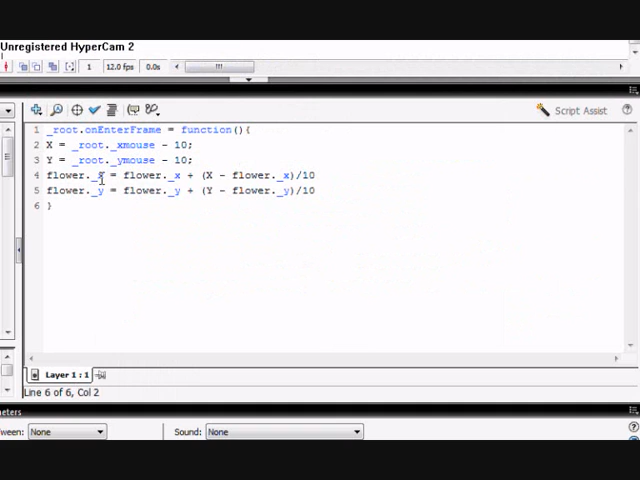 Unregistered HyperCam 2
1 12.0 fps 0.0s
Script Assist
1 _root.onEnterFrame = function(){
2 X = _root._xmouse - 10;
3 Y = _root._ymouse - 10;
4 flower._x = flower._x + (X - flower._x)/10
5 flower._y = flower._y + (Y - flower._y)/10
6 }
Layer 1 : 1
Line 6 of 6, Col 2
meters
ween: None Sound: None